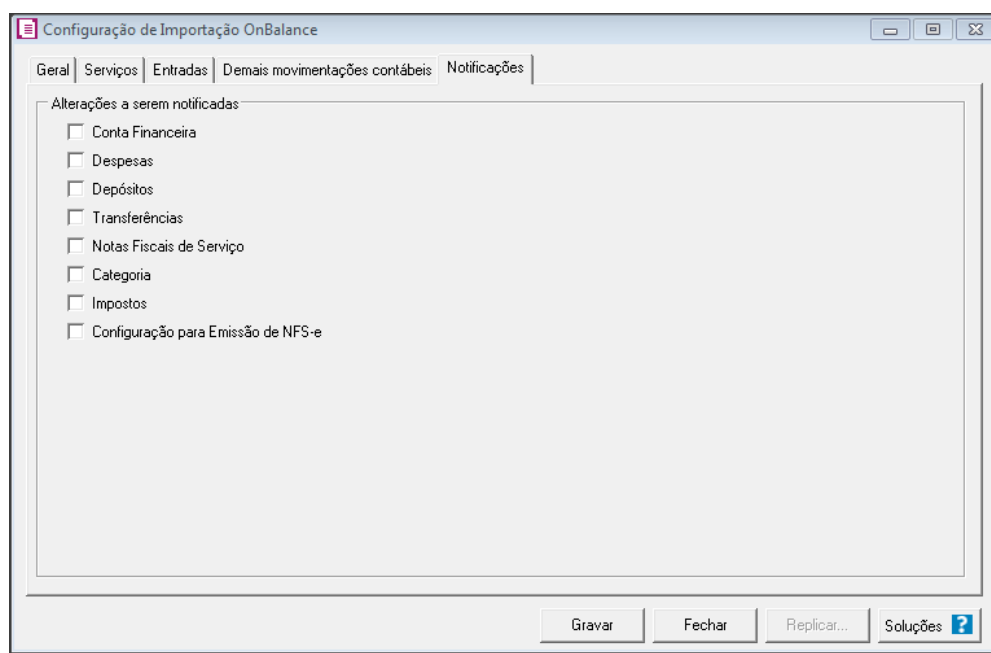 Configuração de Importação OnBalance
Geral Serviços Entradas Demais movimentações contábeis Notificações
Alterações a serem notificadas
Conta Financeira
Despesas
Depósitos
Transferências
Notas Fiscais de Serviço
Categoria
Impostos
Configuração para Emissão de NFS-e
Gravar Fechar Replicar... Soluções ?